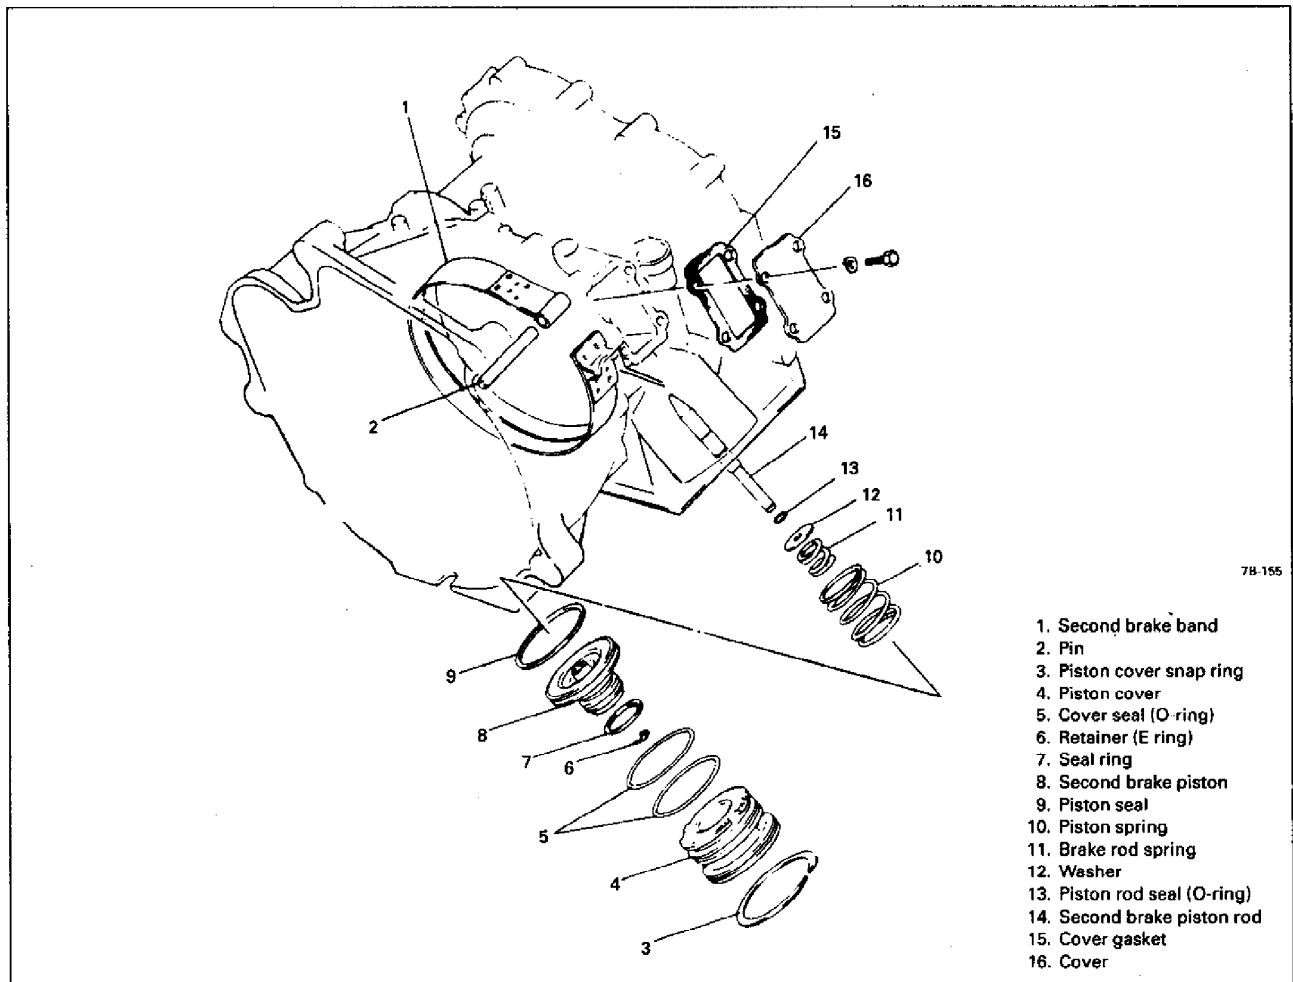 1
15
16
2
14
13
12
11
10
78-155
9
8
7
6
5
4
3
1. Second brake band
2. Pin
3. Piston cover snap ring
4. Piston cover
5. Cover seal (O-ring)
6. Retainer (E ring)
7. Seal ring
8. Second brake piston
9. Piston seal
10. Piston spring
11. Brake rod spring
12. Washer
13. Piston rod seal (O-ring)
14. Second brake piston rod
15. Cover gasket
16. Cover